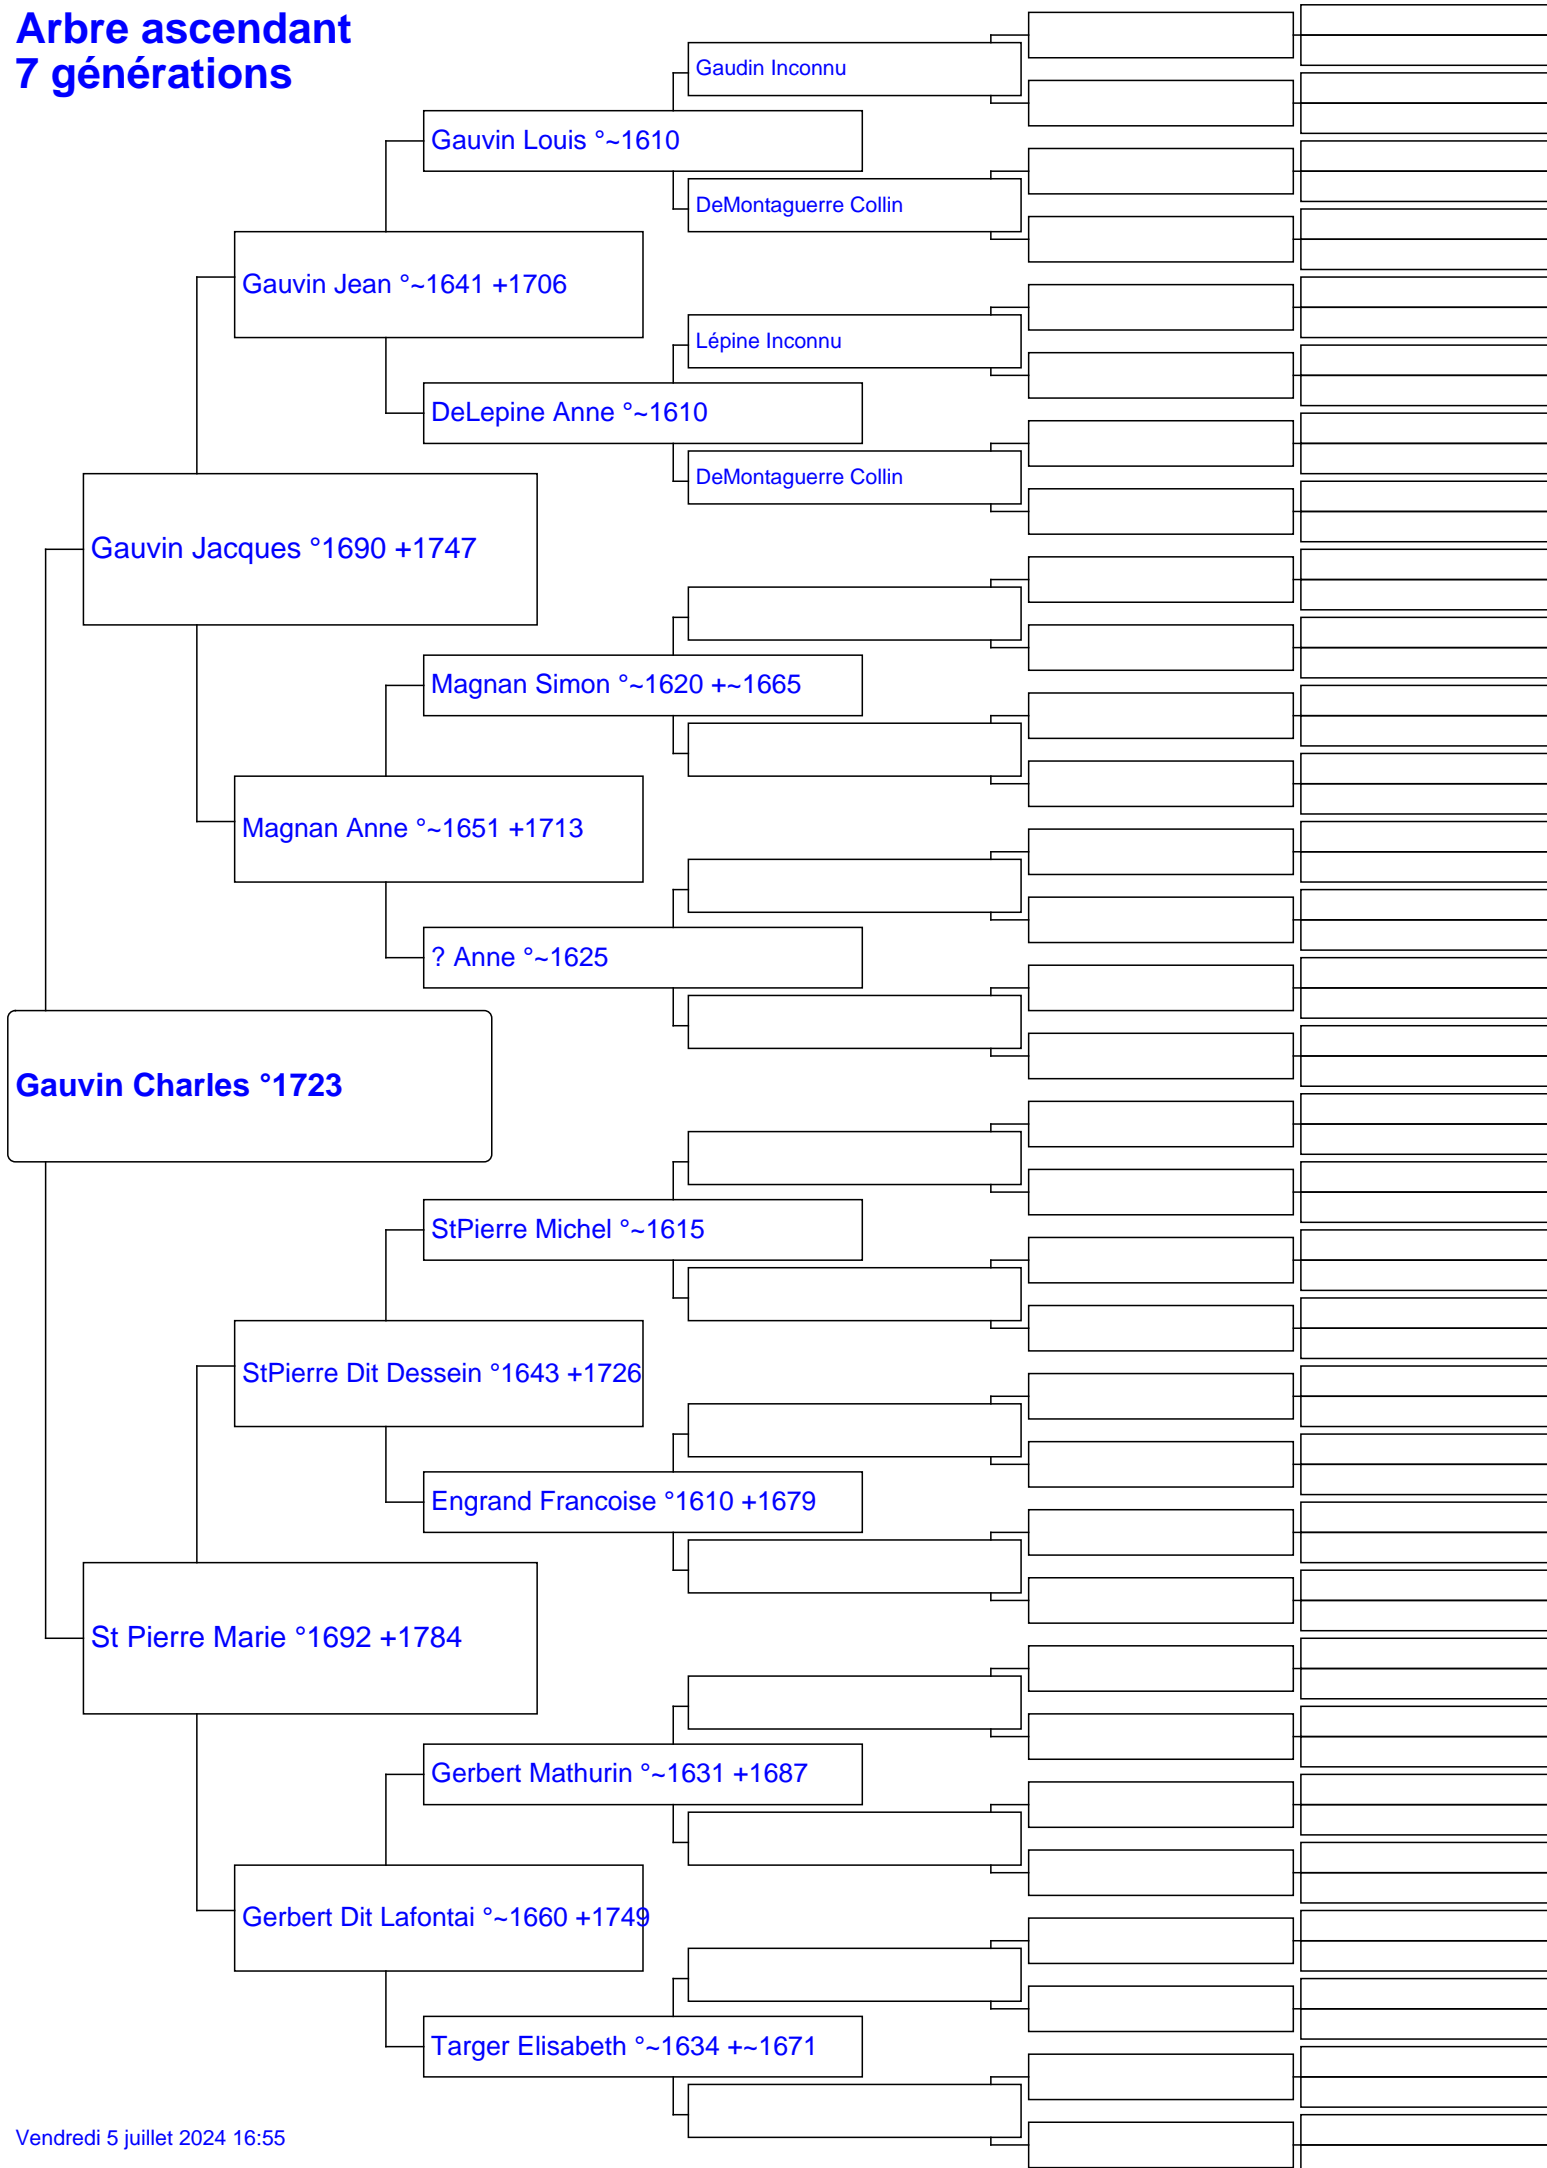 Arbre ascendant
7 générations
Gaudin Inconnu
Gauvin Louis °~1610
DeMontaguerre Collin
Gauvin Jean °~1641 +1706
Lépine Inconnu
DeLepine Anne °~1610
DeMontaguerre Collin
Gauvin Jacques °1690 +1747
Magnan Simon °~1620 +~1665
Magnan Anne °~1651 +1713
? Anne °~1625
Gauvin Charles °1723
StPierre Michel °~1615
StPierre Dit Dessein °1643 +1726
Engrand Francoise °1610 +1679
St Pierre Marie °1692 +1784
Gerbert Mathurin °~1631 +1687
Gerbert Dit Lafontai °~1660 +1749
Targer Elisabeth °~1634 +~1671
Vendredi 5 juillet 2024 16:55